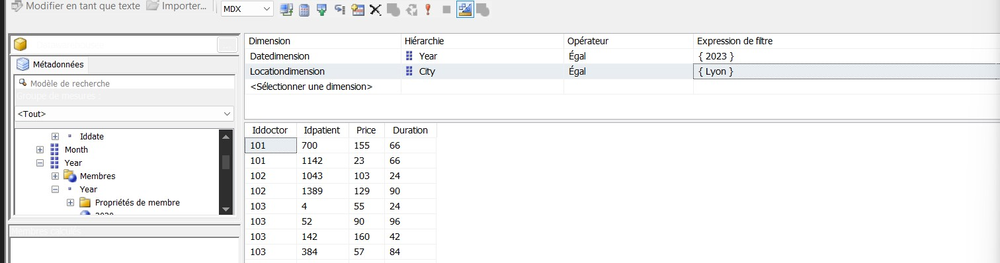 Modifier en tant que texte Importer... MDX
Dimension Hiérarchie Opérateur Expression de filtre
Datedimension Year Égal { 2023 }
Locationdimension City Égal { Lyon }
<Sélectionner une dimension>
Métadonnées
Modèle de recherche
Groupe de mesures :
<Tout>
Iddate
Month
Year
Membres
Year
Propriétés de membre
Membres calculés
Iddoctor Idpatient Price Duration
101 700 155 66
101 1142 23 66
102 1043 103 24
102 1389 129 90
103 4 55 24
103 52 90 96
103 142 160 42
103 384 57 84